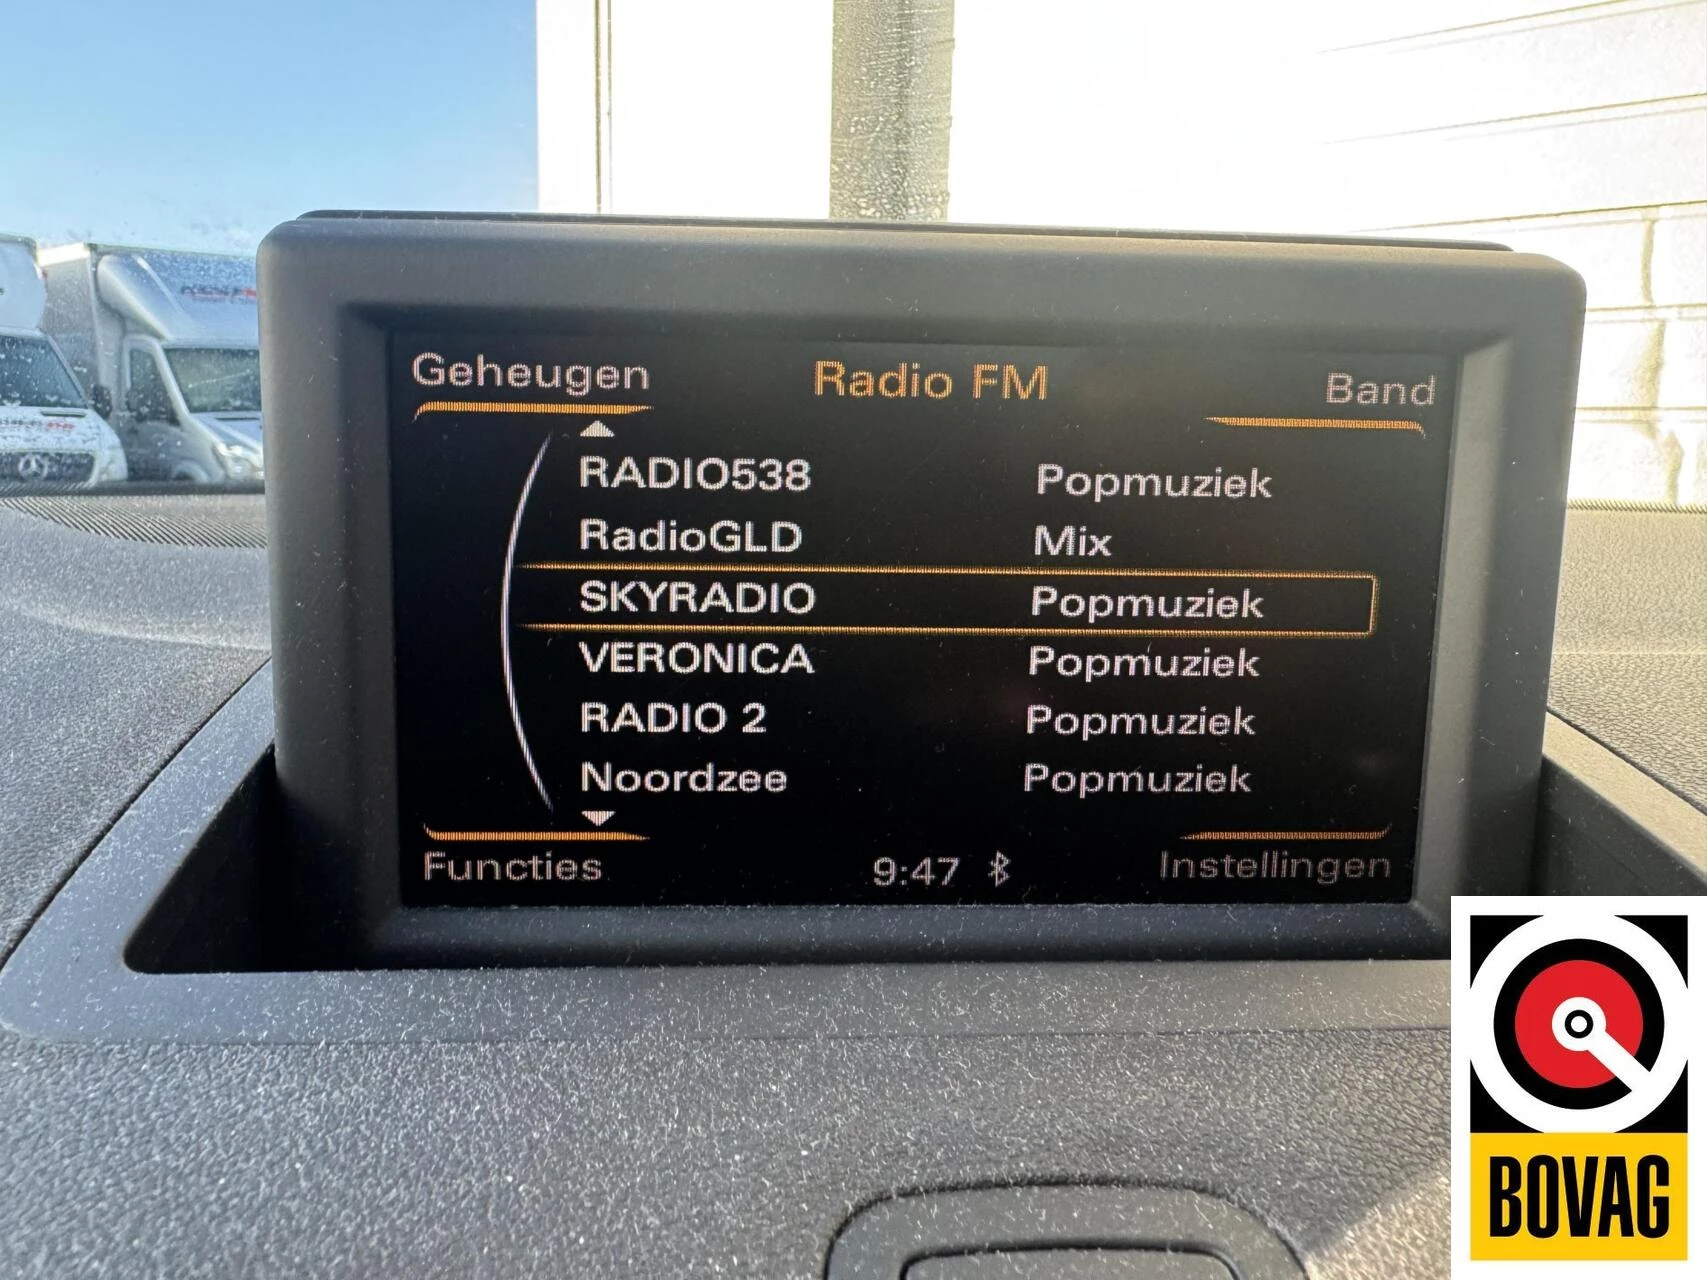 Geheugen Radio FM Band
RADIO538 Popmuziek
RadioGLD Mix
SKYRADIO Popmuziek
VERONICA Popmuziek
RADIO 2 Popmuziek
Noordzee Popmuziek
Functies 9:47 Instellingen
BOVAG